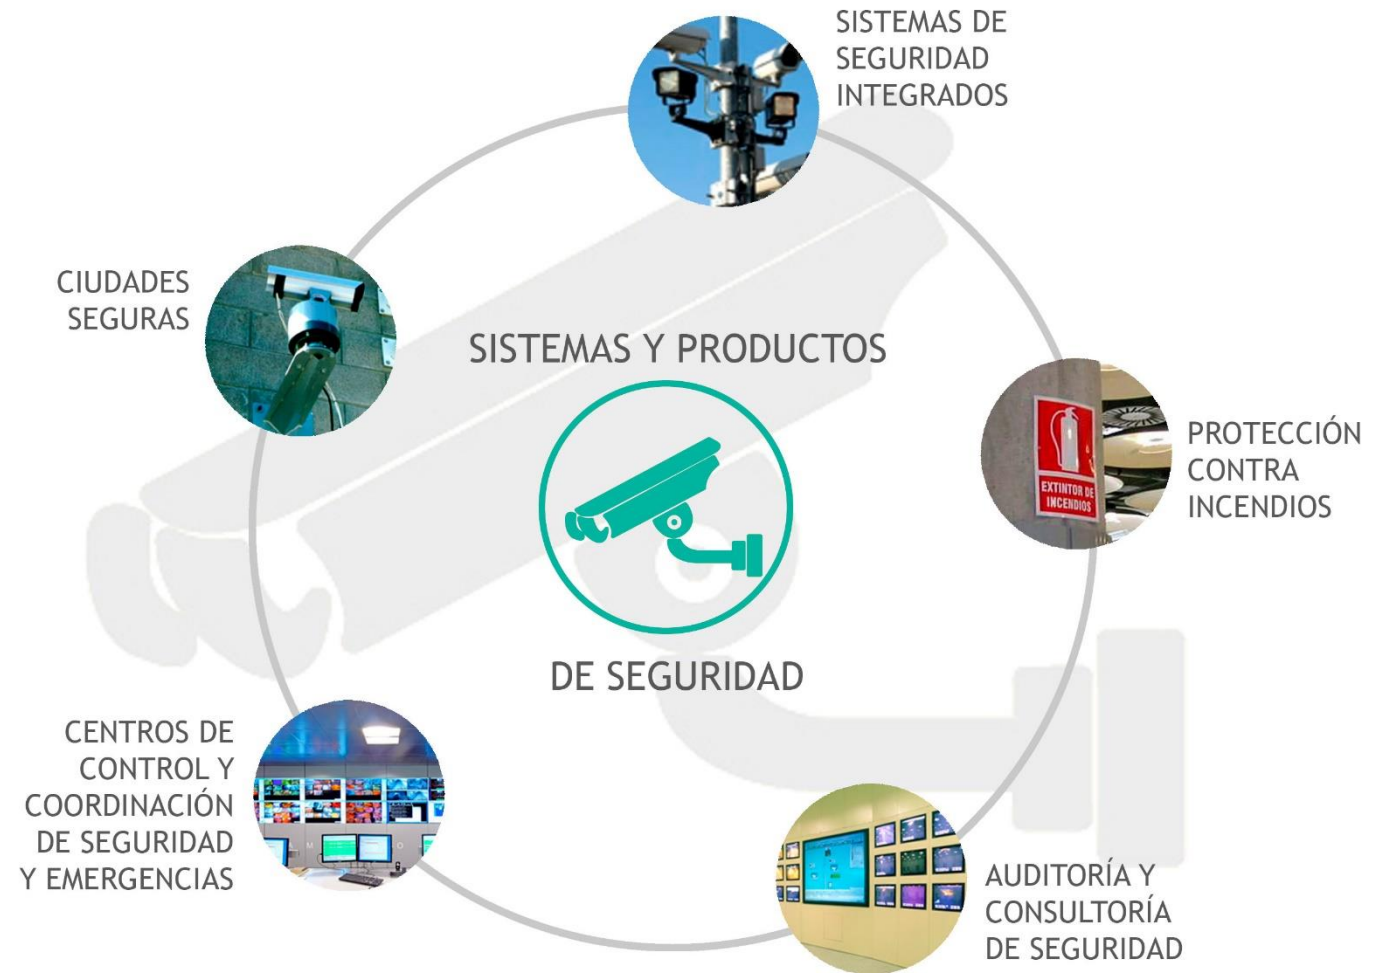 SISTEMAS DE
SEGURIDAD
INTEGRADOS
CIUDADES
SEGURAS
SISTEMAS Y PRODUCTOS
DE SEGURIDAD
PROTECCIÓN
CONTRA
INCENDIOS
EXTINTOR DE
INCENDIOS
CENTROS DE
CONTROL Y
COORDINACIÓN
DE SEGURIDAD
Y EMERGENCIAS
AUDITORÍA Y
CONSULTORÍA
DE SEGURIDAD